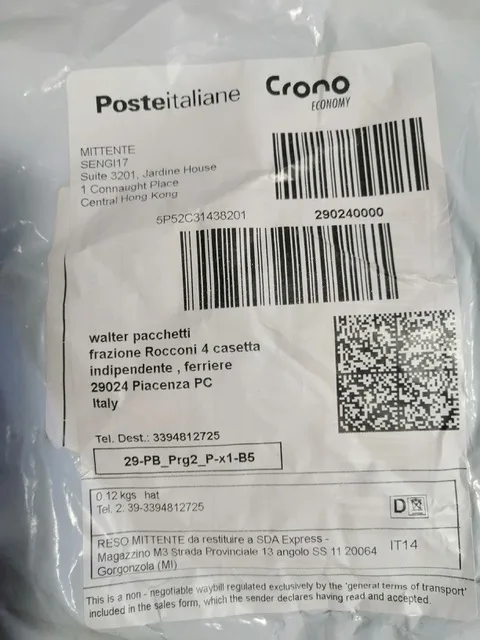 Posteitaliane
Crono
ECONOMY
MITTENTE
SENGI17
Suite 3201, Jardine House
1 Connaught Place
Central Hong Kong
5P52C31438201
290240000
walter pacchetti
frazione Rocconi 4 casetta
indipendente , ferriere
29024 Piacenza PC
Italy
Tel. Dest.: 3394812725
29-PB_Prg2_P-x1-B5
0.12 kgs hat
Tel. 2: 39-3394812725
D
RESO MITTENTE da restituire a SDA Express -
Magazzino M3 Strada Provinciale 13 angolo SS 11 20064
Gorgonzola (MI)
IT14
This is a non - negotiable waybill regulated exclusively by the 'general terms of transport'
included in the sales form, which the sender declares having read and accepted.